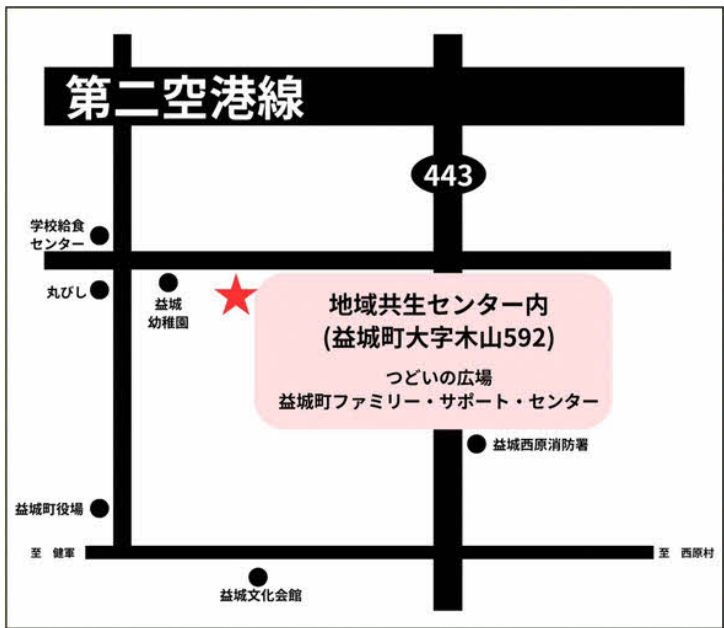 第二空港線
443
学校給食
センター
丸びし
益城
幼稚園
地域共生センター内
(益城町大字木山592)
つどいの広場
益城町ファミリー・サポート・センター
益城西原消防署
益城町役場
至　健軍
至　西原村
益城文化会館